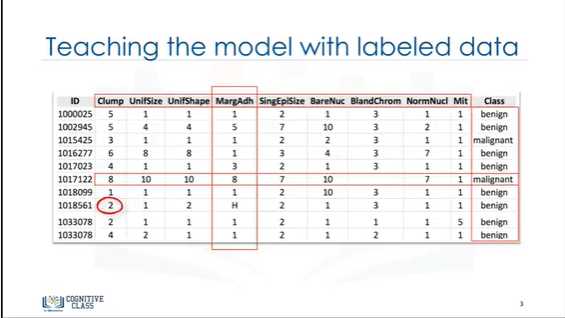 Teaching the model with labeled data
ID Clump UnifSize UnifShape MargAdh SingEpiSize BareNuc BlandChrom NormNucl Mit Class
1000025 5 1 1 1 2 1 3 1 1 benign
1002945 5 4 4 5 7 10 3 2 1 benign
1015425 3 1 1 1 2 2 3 1 1 malignant
1016277 6 8 8 1 3 4 3 7 1 benign
1017023 4 1 1 3 2 1 3 1 1 benign
1017122 8 10 10 8 7 10 7 1 malignant
1018099 1 1 1 1 2 10 3 1 1 benign
1018561 2 1 2 H 2 1 3 1 1 benign
1033078 2 1 1 1 2 1 1 1 5 benign
1033078 4 2 1 1 2 1 2 1 1 benign
COGNITIVE
CLASS
3